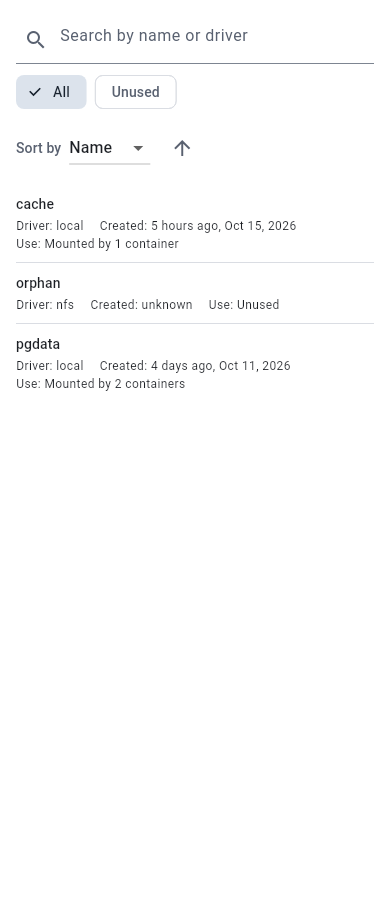 Search by name or driver
All
Unused
Sort by Name
cache
Driver: local Created: 5 hours ago, Oct 15, 2026
Use: Mounted by 1 container
orphan
Driver: nfs Created: unknown Use: Unused
pgdata
Driver: local Created: 4 days ago, Oct 11, 2026
Use: Mounted by 2 containers